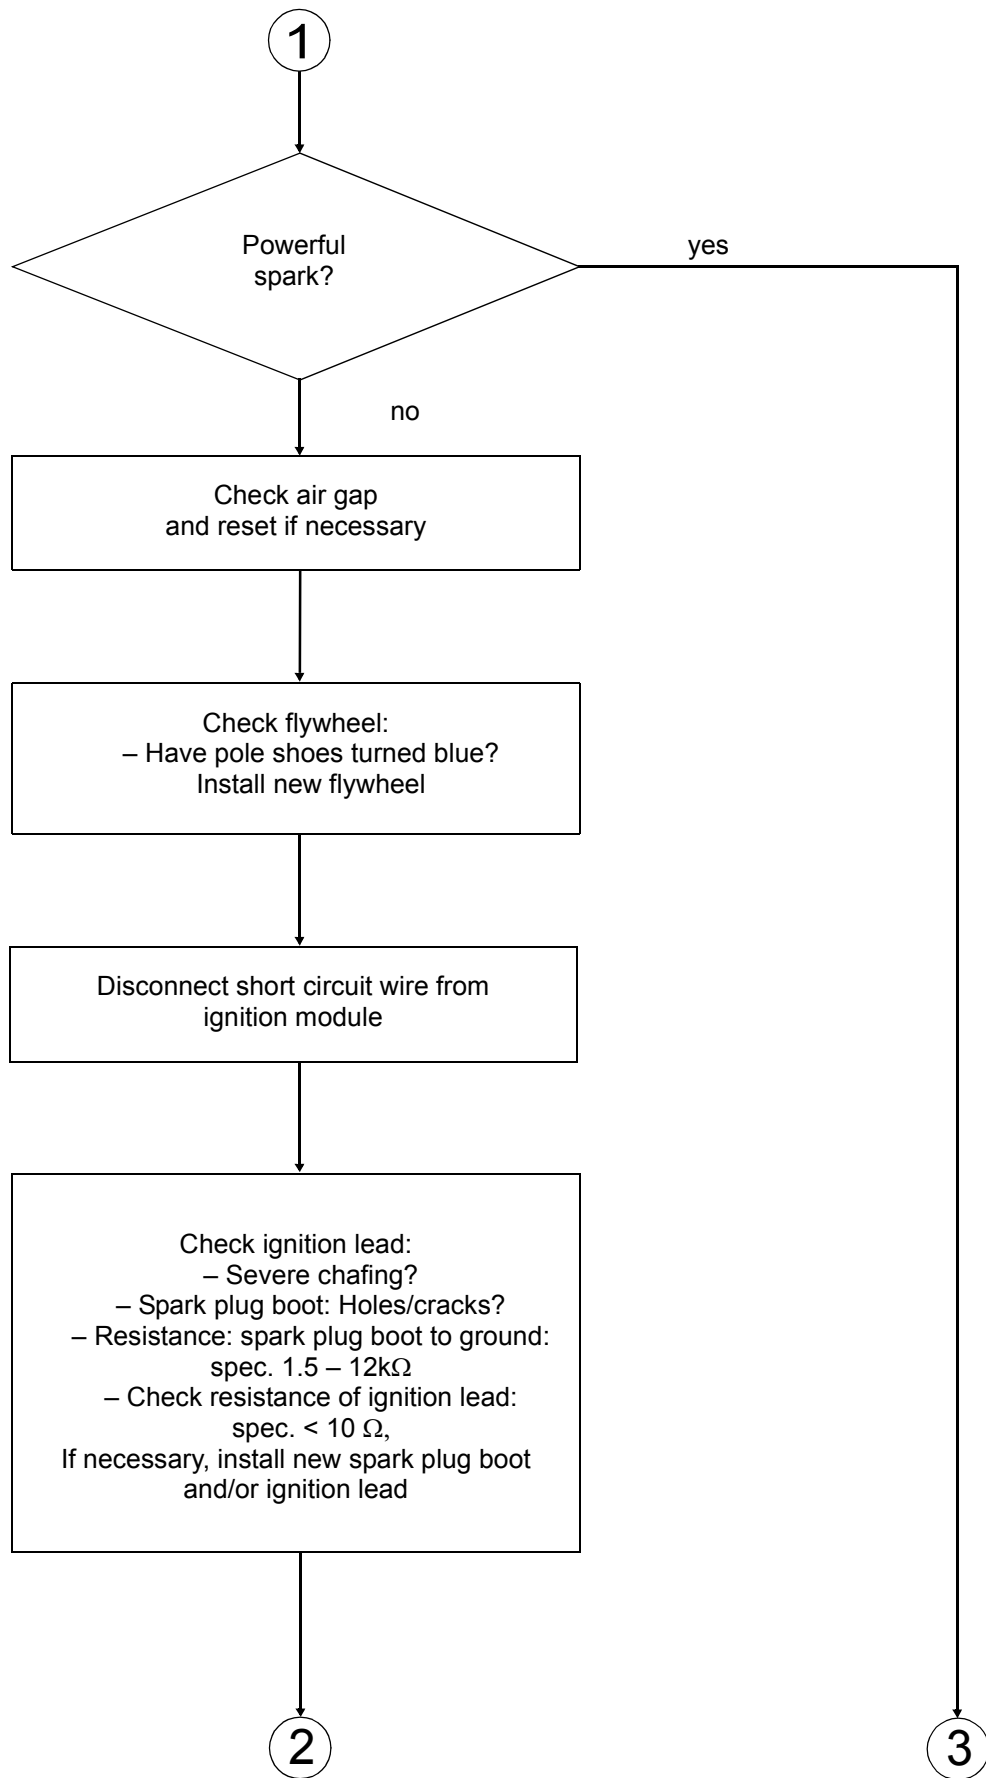 1
Powerful
spark?
yes
no
Check air gap
and reset if necessary
Check flywheel:
– Have pole shoes turned blue?
Install new flywheel
Disconnect short circuit wire from
ignition module
Check ignition lead:
– Severe chafing?
– Spark plug boot: Holes/cracks?
– Resistance: spark plug boot to ground:
spec. 1.5 – 12kΩ
– Check resistance of ignition lead:
spec. < 10 Ω,
If necessary, install new spark plug boot
and/or ignition lead
2
3